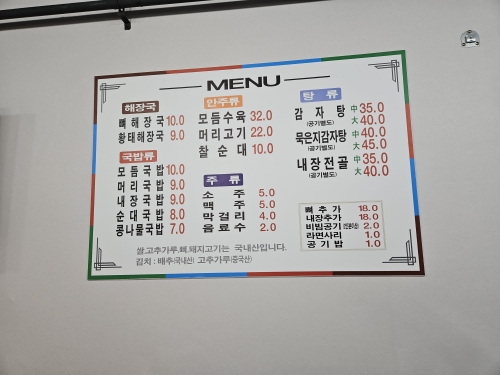 MENU
해장국
뼈해장국 10.0
황태해장국 9.0
국밥류
모듬국밥 10.0
머리국밥 9.0
내장국밥 9.0
순대국밥 8.0
콩나물국밥 7.0
안주류
모듬수육 32.0
머리고기 22.0
찰순대 10.0
주류
소주 5.0
맥주 5.0
막걸리 4.0
음료수 2.0
탕류
감자탕 中 35.0
(공기별도) 大 40.0
묵은지감자탕 中 40.0
(공기별도) 大 45.0
내장전골 中 35.0
(공기별도) 大 40.0
뼈추가 18.0
내장추가 18.0
비빔공기 2.0
라면사리 1.0
공기밥 1.0
쌀,고추가루,뼈,돼지고기는 국내산입니다.
김치 : 배추(국내산) 고추가루(중국산)